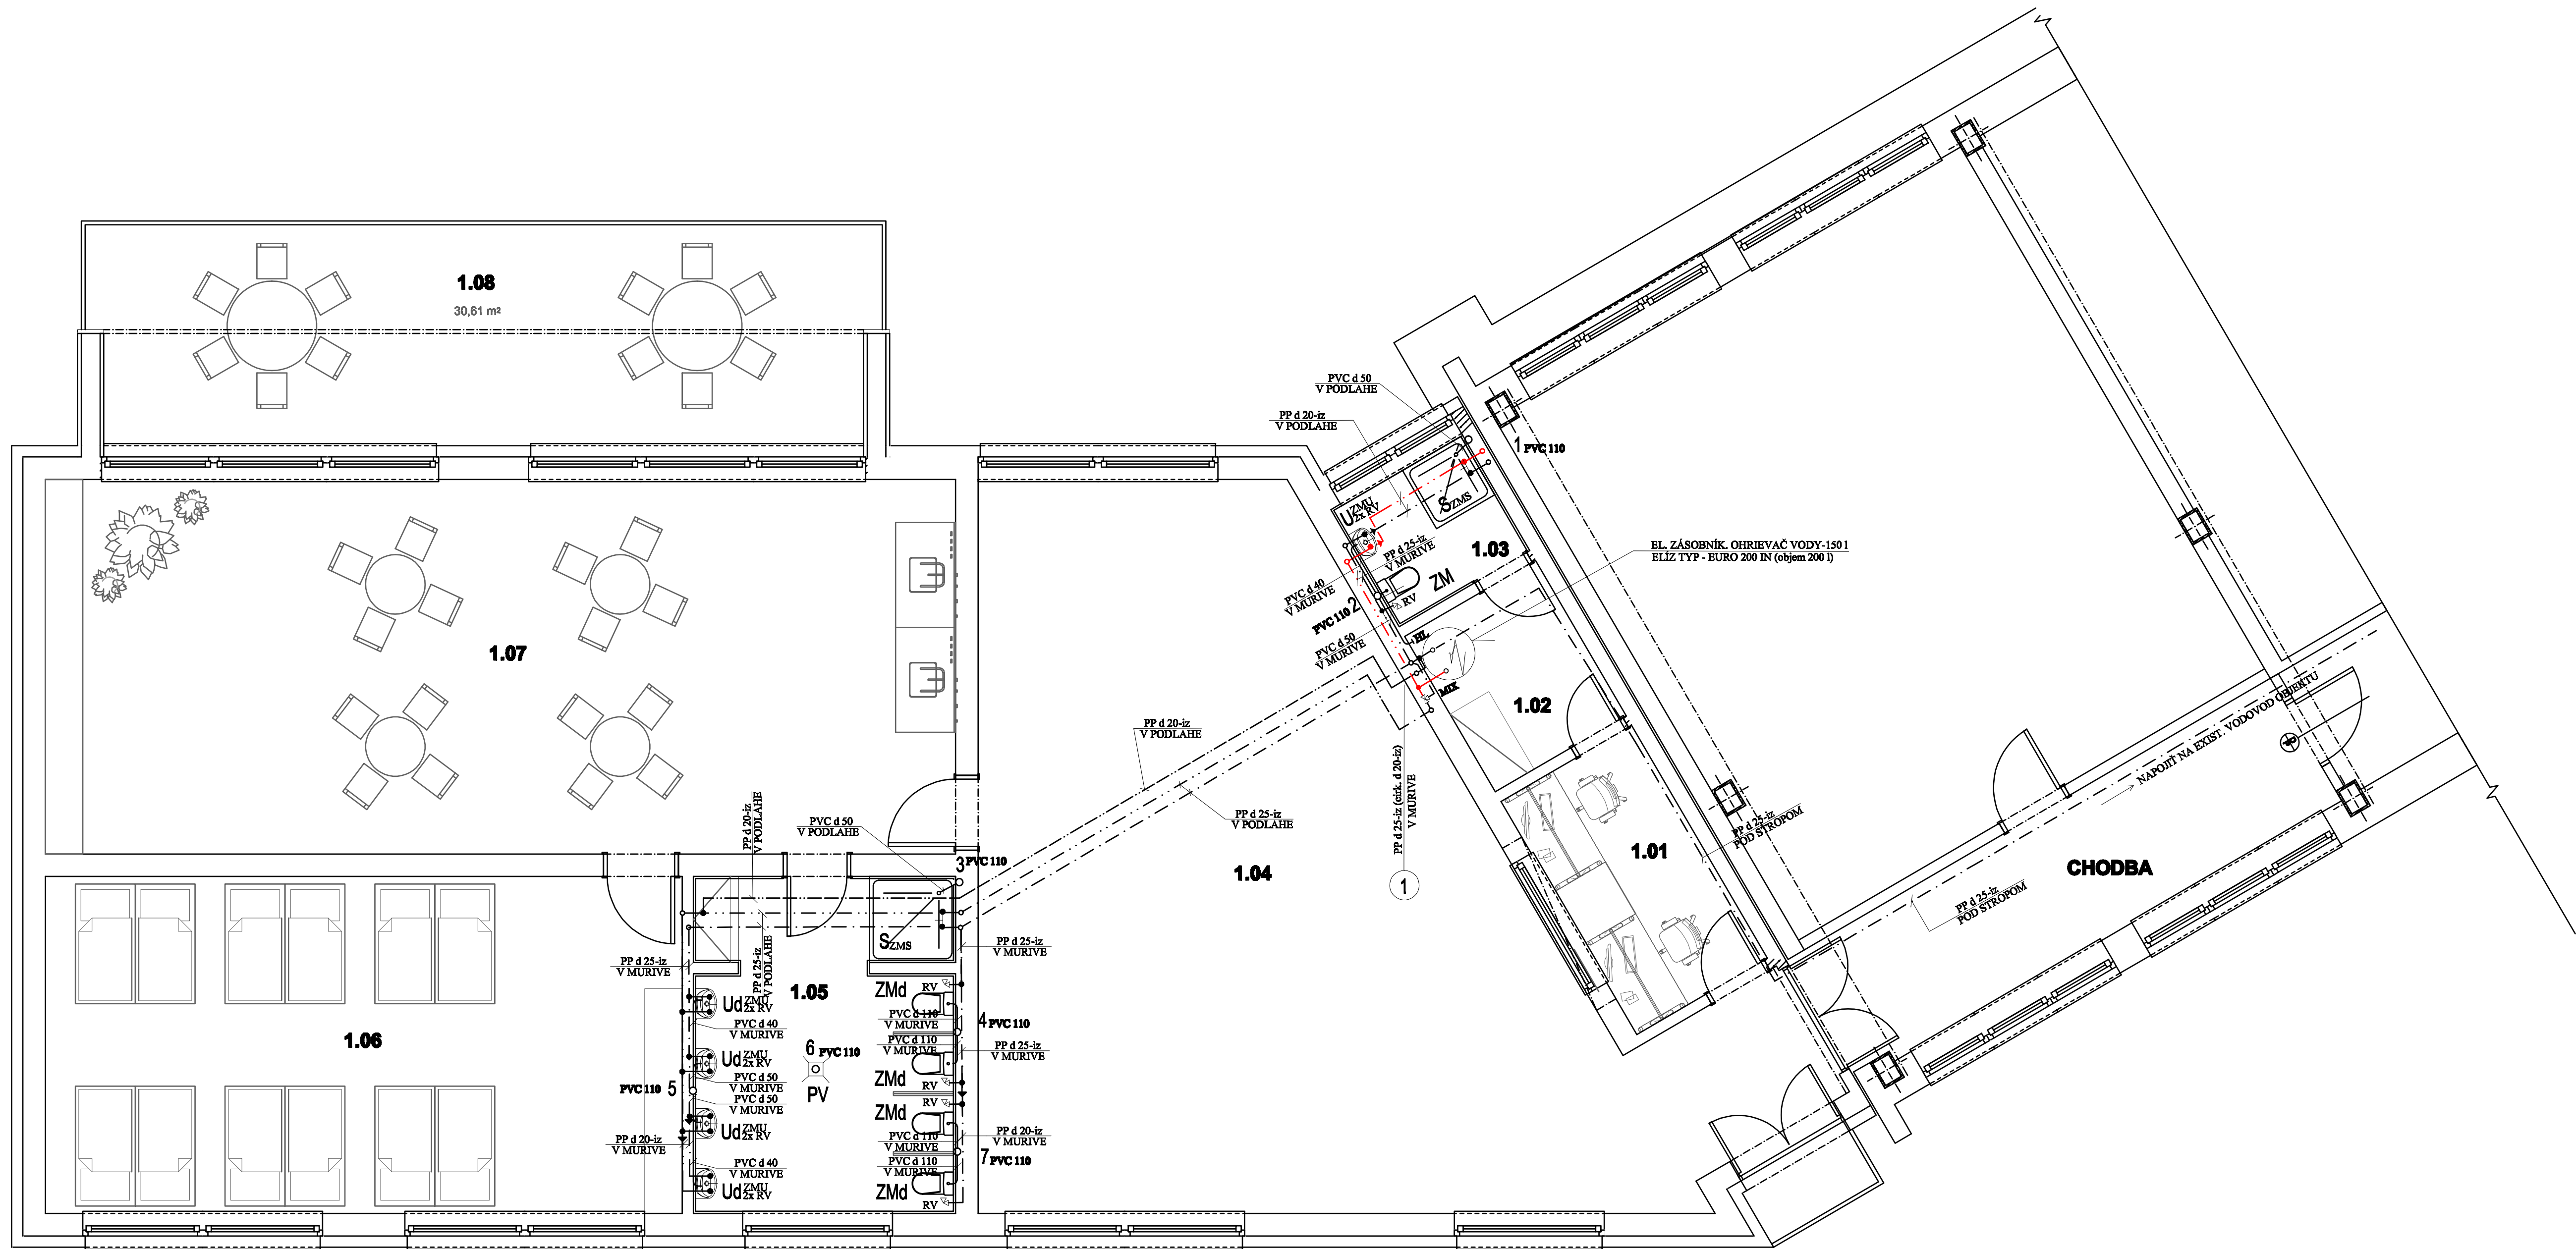 1.08
30,61 m²
PVC d 50
V PODLAHE
PP d 20-iz
V PODLAHE
1 PVC 110
U ZMU
2x RV
S ZMS
PP d 25-iz
V MURIVE
1.03
EL. ZÁSOBNÍK. OHRIEVAČ VODY-150 l
ELÍZ TYP - EURO 200 IN (objem 200 l)
PVC d 40
V MURIVE
ZM
RV
PVC 110 2
HL
PVC d 50
V MURIVE
MIX
1.07
1.02
NAPOJIŤ NA EXIST. VODOVOD OBJEKTU
PP d 20-iz
V PODLAHE
PP d 25-iz (cirk. d 20-iz)
V MURIVE
1
PP d 20-iz
V PODLAHE
PVC d 50
V PODLAHE
PP d 25-iz
V PODLAHE
PP d 25-iz
POD STROPOM
1.01
3 PVC 110
1.04
CHODBA
PP d 25-iz
POD STROPOM
S ZMS
PP d 25-iz
V MURIVE
PP d 25-iz
V MURIVE
PP d 25-iz
V PODLAHE
1.05
ZMd
RV
Ud ZMU
2x RV
PVC d 110
V MURIVE
4 PVC 110
PVC d 40
V MURIVE
1.06
6 PVC 110
PVC d 110
V MURIVE
PP d 25-iz
V MURIVE
Ud ZMU
2x RV
ZMd
RV
PVC d 50
V MURIVE
PVC 110 5
PV
PVC d 50
V MURIVE
RV
ZMd
Ud ZMU
2x RV
PP d 20-iz
V MURIVE
PVC d 110
V MURIVE
PP d 20-iz
V MURIVE
PVC d 40
V MURIVE
PVC d 110
V MURIVE
7 PVC 110
Ud ZMU
2x RV
ZMd
RV